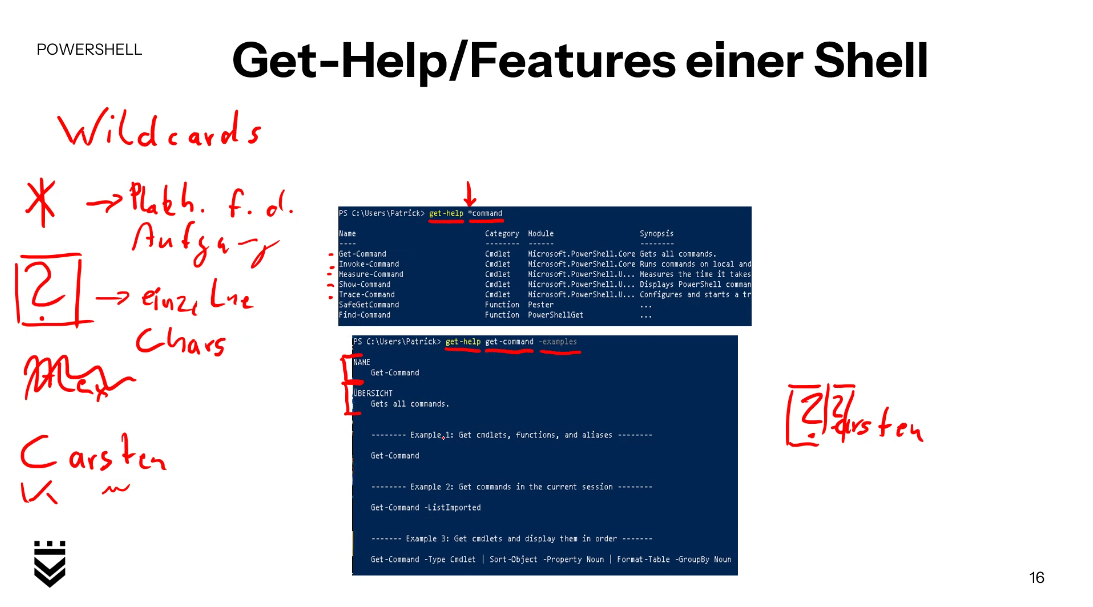 POWERSHELL
Get-Help/Features einer Shell
Wildcards
* → Platzh. f. d.
Anfang
? → einzelne
Chars
Carsten
K "
PS C:\Users\Patrick> get-help *command
Name Category Module Synopsis
---- -------- ------ --------
Get-Command Cmdlet Microsoft.PowerShell.Core Gets all commands.
Invoke-Command Cmdlet Microsoft.PowerShell.Core Runs commands on local and
Measure-Command Cmdlet Microsoft.PowerShell.U... Measures the time it takes
Show-Command Cmdlet Microsoft.PowerShell.U... Displays PowerShell comman
Trace-Command Cmdlet Microsoft.PowerShell.U... Configures and starts a tr
SafeGetCommand Function Pester ...
Find-Command Function PowerShellGet ...
PS C:\Users\Patrick> get-help get-command -examples
NAME
Get-Command
ÜBERSICHT
Gets all commands.
-------- Example 1: Get cmdlets, functions, and aliases --------
Get-Command
-------- Example 2: Get commands in the current session --------
Get-Command -ListImported
-------- Example 3: Get cmdlets and display them in order --------
Get-Command -Type Cmdlet | Sort-Object -Property Noun | Format-Table -GroupBy Noun
??arsten
16